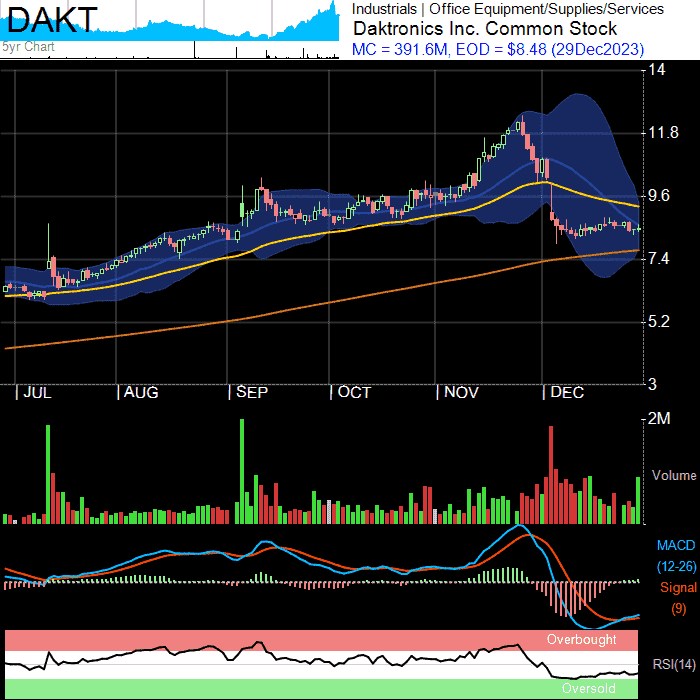 DAKT
5yr Chart
Industrials | Office Equipment/Supplies/Services
Daktronics Inc. Common Stock
MC = 391.6M, EOD = $8.48 (29Dec2023)
14
11.8
9.6
7.4
5.2
3
JUL AUG SEP OCT NOV DEC
2M
Volume
MACD
(12-26)
Signal
(9)
Overbought
RSI(14)
Oversold